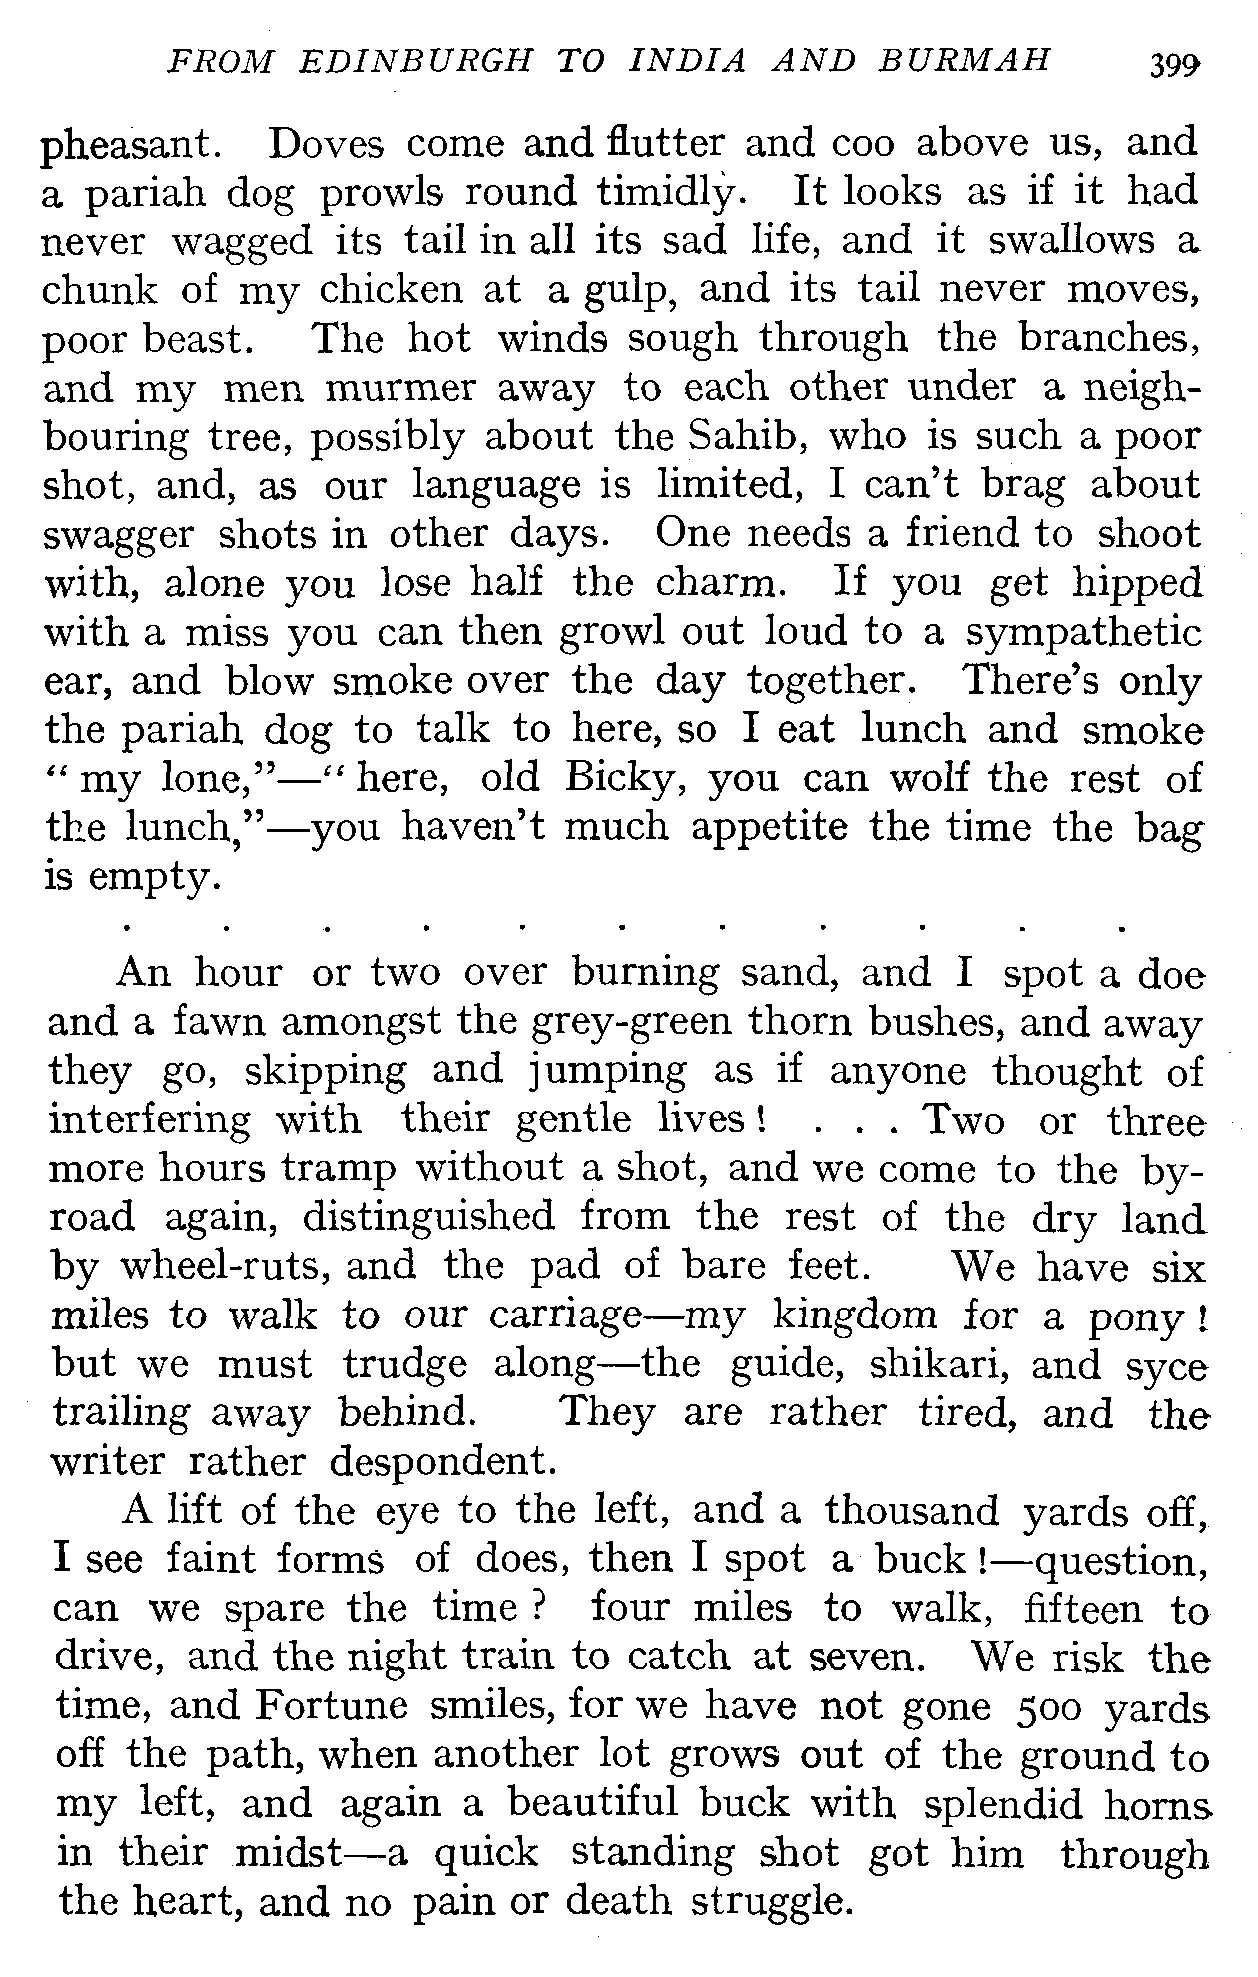 FROM EDINBURGH TO INDIA AND BURMAH 399
pheasant. Doves come and flutter and coo above us, and
a pariah dog prowls round timidly. It looks as if it had
never wagged its tail in all its sad life, and it swallows a
chunk of my chicken at a gulp, and its tail never moves,
poor beast. The hot winds sough through the branches,
and my men murmer away to each other under a neigh-
bouring tree, possibly about the Sahib, who is such a poor
shot, and, as our language is limited, I can't brag about
swagger shots in other days. One needs a friend to shoot
with, alone you lose half the charm. If you get hipped
with a miss you can then growl out loud to a sympathetic
ear, and blow smoke over the day together. There's only
the pariah dog to talk to here, so I eat lunch and smoke
“ my lone,”—“ here, old Bicky, you can wolf the rest of
the lunch,”—you haven't much appetite the time the bag
is empty.
. . . . . . . . . . .
An hour or two over burning sand, and I spot a doe
and a fawn amongst the grey-green thorn bushes, and away
they go, skipping and jumping as if anyone thought of
interfering with their gentle lives ! . . . Two or three
more hours tramp without a shot, and we come to the by-
road again, distinguished from the rest of the dry land
by wheel-ruts, and the pad of bare feet. We have six
miles to walk to our carriage—my kingdom for a pony !
but we must trudge along—the guide, shikari, and syce
trailing away behind. They are rather tired, and the
writer rather despondent.
A lift of the eye to the left, and a thousand yards off,
I see faint forms of does, then I spot a buck !—question,
can we spare the time ? four miles to walk, fifteen to
drive, and the night train to catch at seven. We risk the
time, and Fortune smiles, for we have not gone 500 yards
off the path, when another lot grows out of the ground to
my left, and again a beautiful buck with splendid horns
in their midst—a quick standing shot got him through
the heart, and no pain or death struggle.